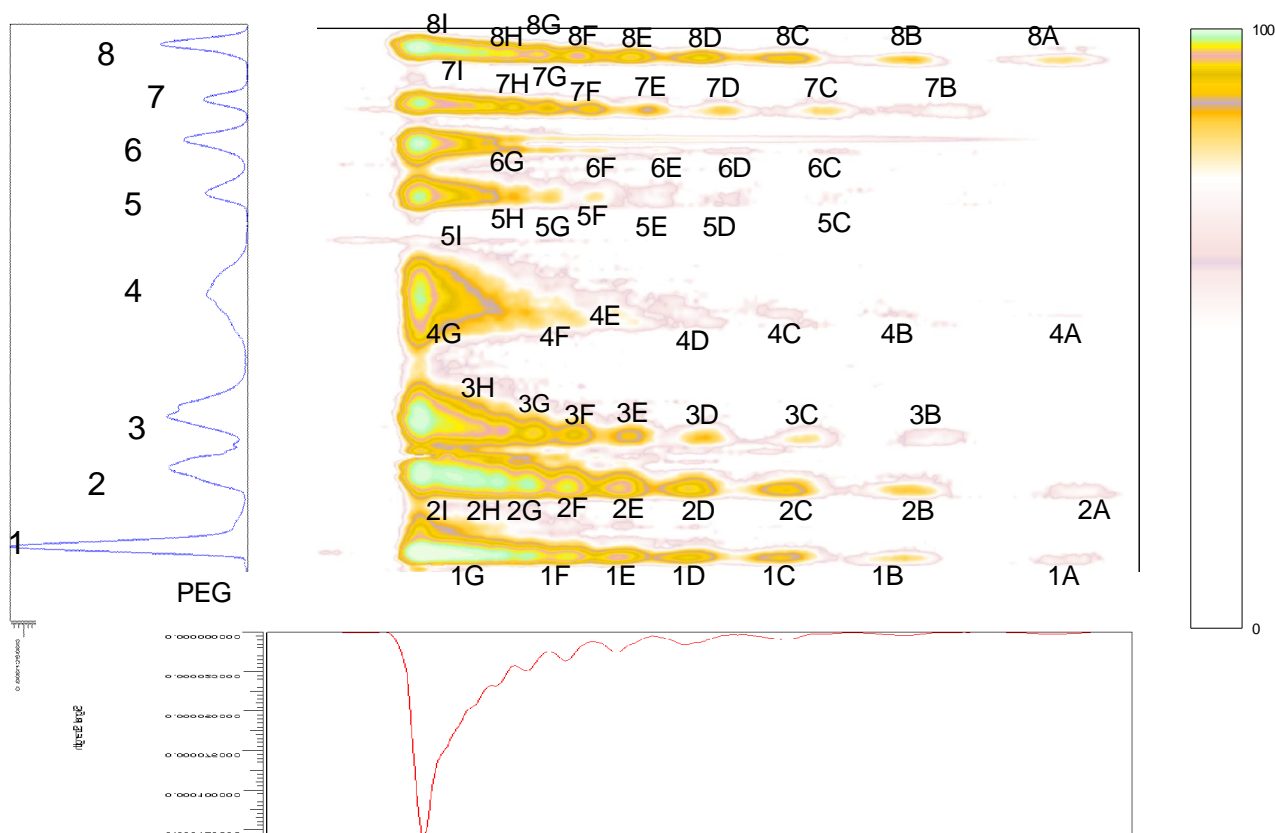 8I 8H 8G 8F 8E 8D 8C 8B 8A 100
8
7I 7H 7G 7F 7E 7D 7C 7B
7
6
6G 6F 6E 6D 6C
5
5I 5H 5G 5F 5E 5D 5C
4
4G 4F 4E 4D 4C 4B 4A
3H 3G 3F 3E 3D 3C 3B
3
2
2I 2H 2G 2F 2E 2D 2C 2B 2A
1
1G 1F 1E 1D 1C 1B 1A
PEG
0